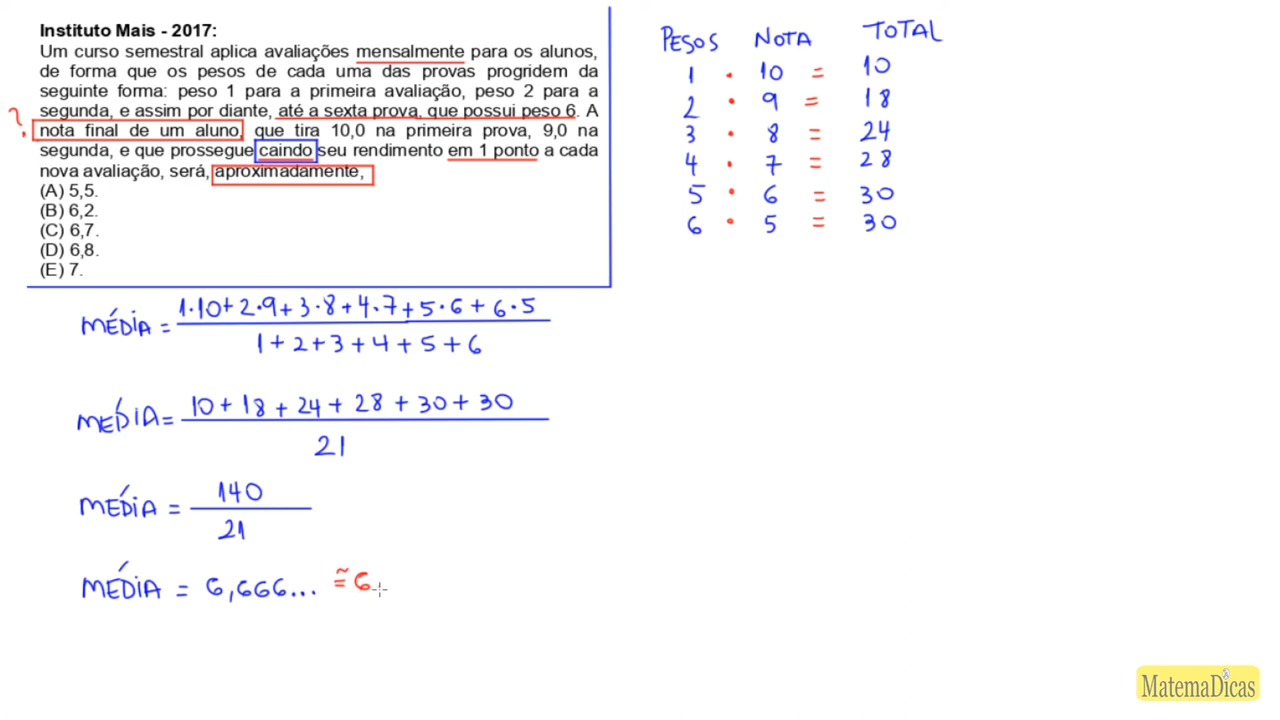 Instituto Mais - 2017:
Um curso semestral aplica avaliações mensalmente para os alunos,
de forma que os pesos de cada uma das provas progridem da
seguinte forma: peso 1 para a primeira avaliação, peso 2 para a
segunda, e assim por diante, até a sexta prova, que possui peso 6. A
?
nota final de um aluno, que tira 10,0 na primeira prova, 9,0 na
segunda, e que prossegue caindo seu rendimento em 1 ponto a cada
nova avaliação, será, aproximadamente,
(A) 5,5.
(B) 6,2.
(C) 6,7.
(D) 6,8.
(E) 7.
PESOS NOTA TOTAL
1 · 10 = 10
2 · 9 = 18
3 · 8 = 24
4 · 7 = 28
5 · 6 = 30
6 · 5 = 30
MÉDIA = 1·10+2·9+3·8+4·7+5·6+6·5
1+2+3+4+5+6
MÉDIA = 10+18+24+28+30+30
21
MÉDIA = 140
21
MÉDIA = 6,666... ≅ 6
MatemaDicas